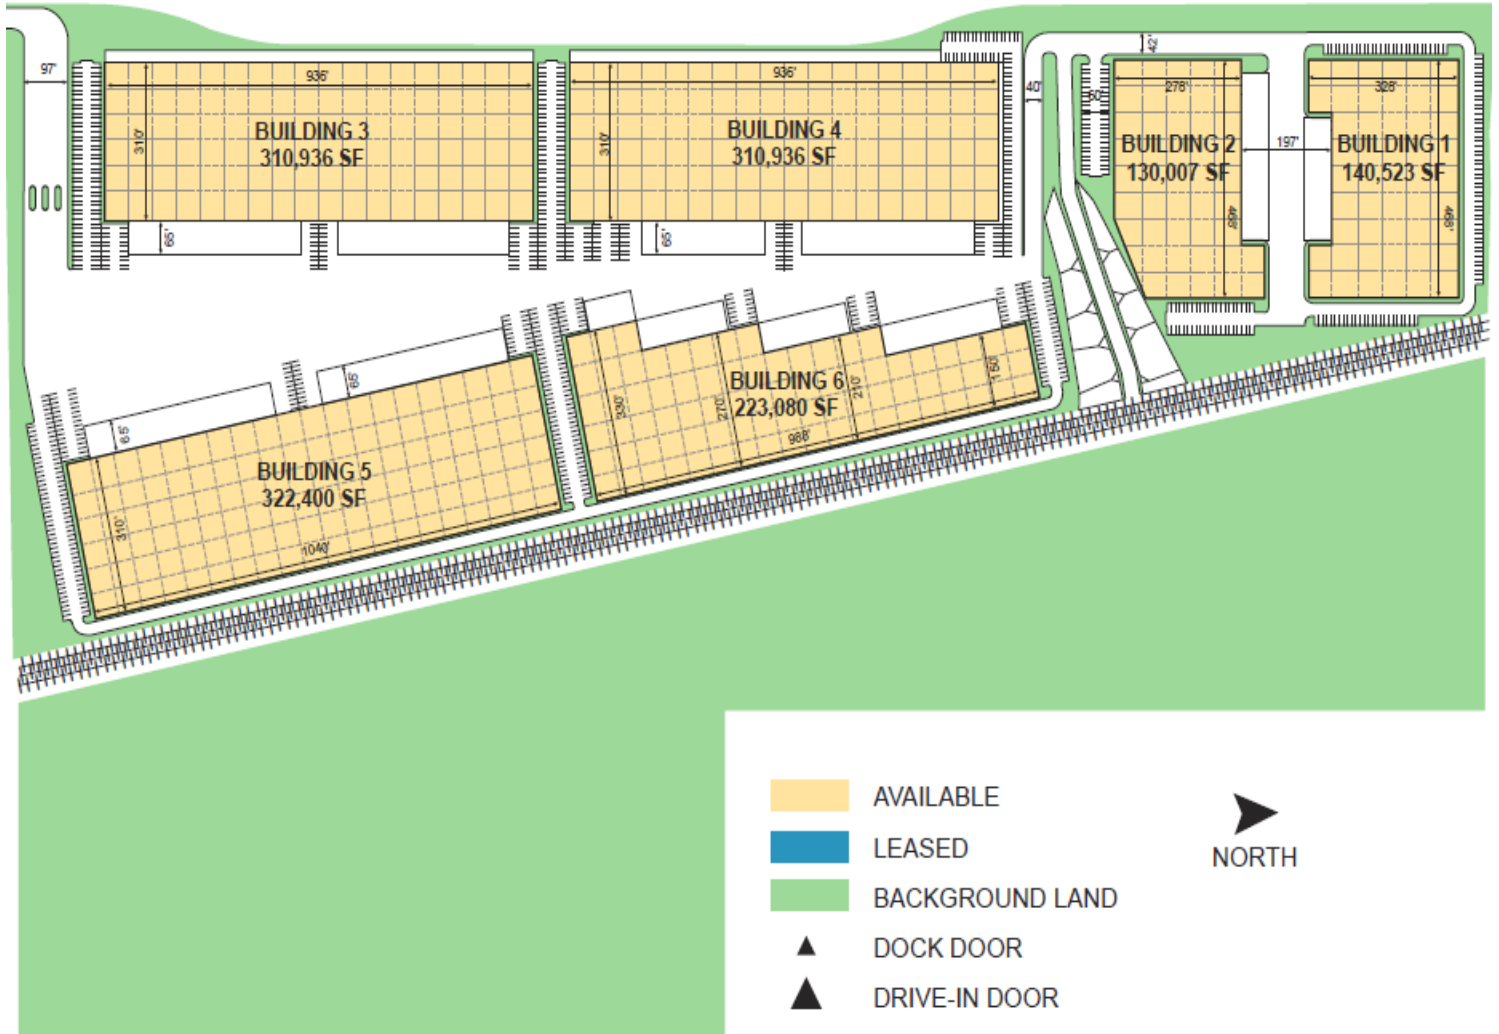 97'
936'
310'
BUILDING 3
310,936 SF
65'
936'
310'
BUILDING 4
310,936 SF
65'
40'
42'
60'
278'
BUILDING 2
130,007 SF
468'
197'
328'
BUILDING 1
140,523 SF
468'
65'
65'
BUILDING 5
322,400 SF
310'
1040'
330'
270'
210'
150'
BUILDING 6
223,080 SF
988'
AVAILABLE
LEASED
BACKGROUND LAND
DOCK DOOR
DRIVE-IN DOOR
NORTH